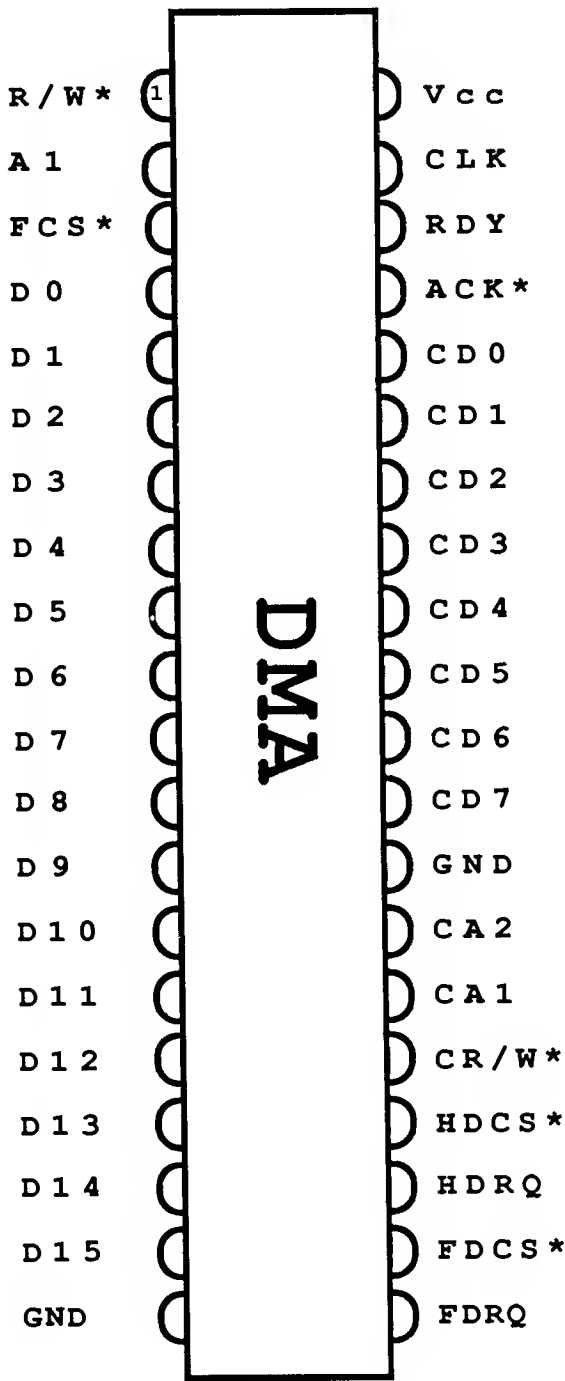 R/W* 1 Vcc
A1 CLK
FCS* RDY
D0 ACK*
D1 CD0
D2 CD1
D3 CD2
D4 CD3
D5 CD4
D6 CD5
D7 CD6
D8 CD7
D9 GND
D10 CA2
D11 CA1
D12 CR/W*
D13 HDCS*
D14 HDRQ
D15 FDCS*
GND FDRQ
DMA